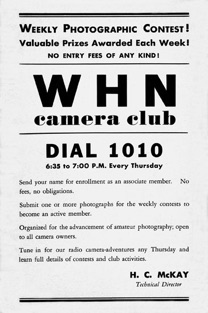 WEEKLY PHOTOGRAPHIC CONTEST!
Valuable Prizes Awarded Each Week!
NO ENTRY FEES OF ANY KIND!
WHN
camera club
DIAL 1010
6:35 to 7:00 P.M. Every Thursday
Send your name for enrollment as an associate member. No
fees, no obligations.
Submit one or more photographs for the weekly contests to
become an active member.
Organized for the advancement of amateur photography; open
to all camera owners.
Tune in for our radio camera-adventures any Thursday and
learn full details of contests and club activities.
H. C. McKAY
Technical Director